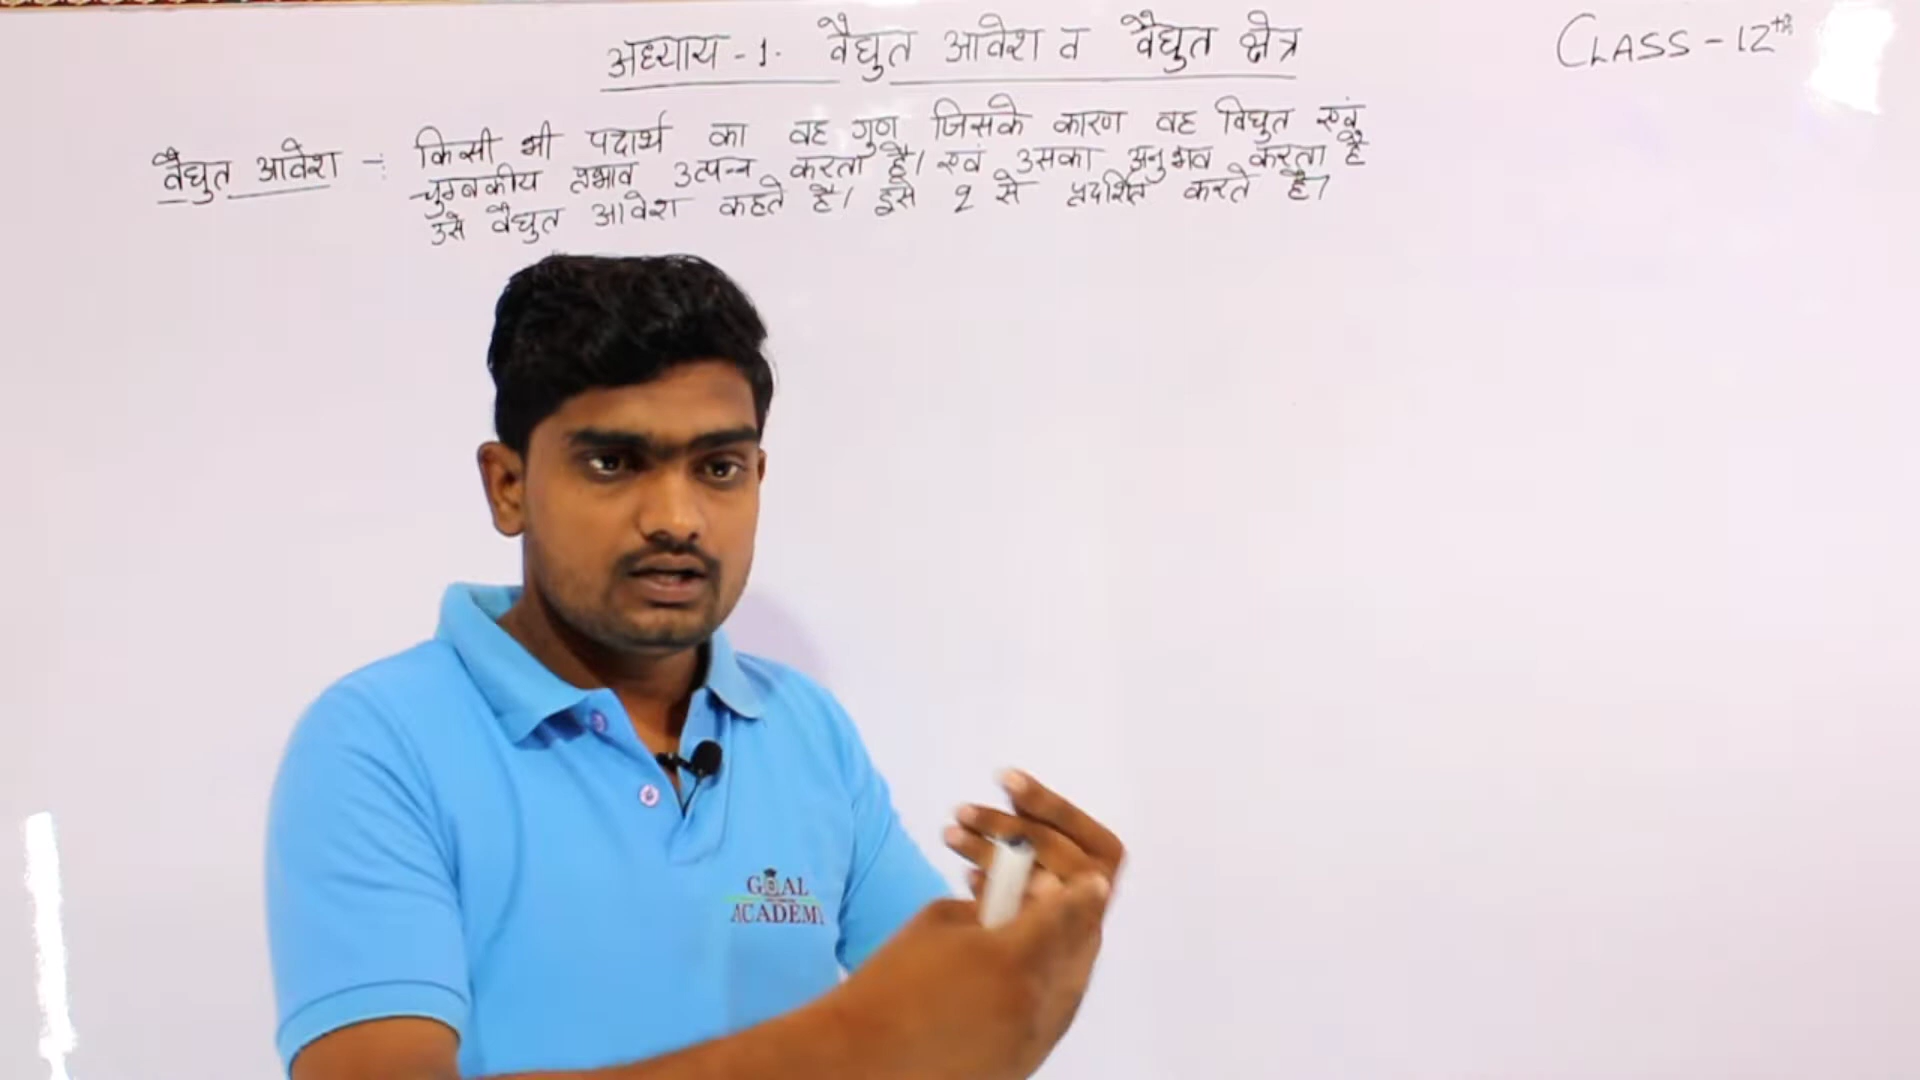 अध्याय - 1. वैद्युत आवेश व वैद्युत क्षेत्र
CLASS - 12th
वैद्युत आवेश -: किसी भी पदार्थ का वह गुण जिसके कारण वह विद्युत एवं
चुम्बकीय प्रभाव उत्पन्न करता है। एवं उसका अनुभव करता है
उसे वैद्युत आवेश कहते है। इसे q से प्रदर्शित करते है।
GOAL
ACADEMY